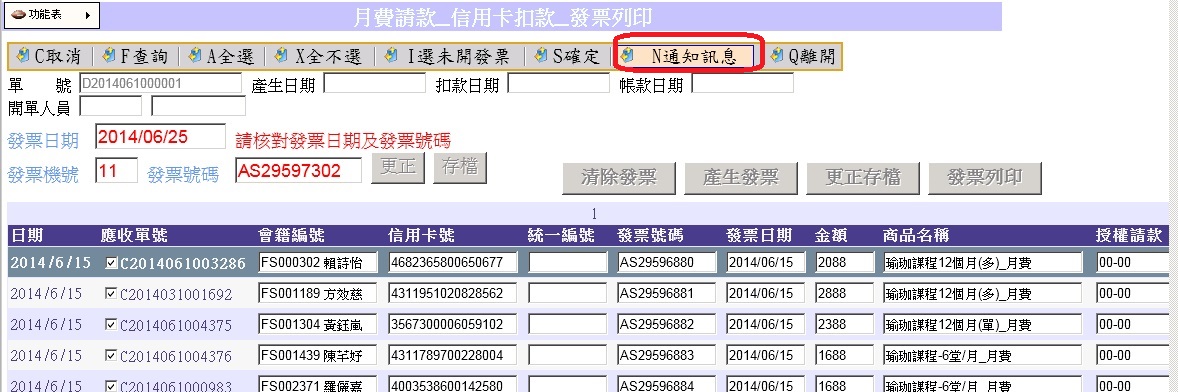 功能表
月費請款_信用卡扣款_發票列印
C取消 F查詢 A全選 X全不選 I選未開發票 S確定 N通知訊息 Q離開
單 號 D2014061000001 產生日期 扣款日期 帳款日期
開單人員
發票日期 2014/06/25 請核對發票日期及發票號碼
發票機號 11 發票號碼 AS29597302 更正 存檔 清除發票 產生發票 更正存檔 發票列印
1
日期 應收單號 會籍編號 信用卡號 統一編號 發票號碼 發票日期 金額 商品名稱 授權請款
2014/6/15 C2014061003286 FS000302 賴詩怡 4682365800650677 AS29596880 2014/06/15 2088 瑜珈課程12個月(多)_月費 00-00
2014/6/15 C2014031001692 FS001189 方效慈 4311951020828562 AS29596881 2014/06/15 2888 瑜珈課程12個月(多)_月費 00-00
2014/6/15 C2014061004375 FS001304 黃鈺嵐 3567300006059102 AS29596882 2014/06/15 2388 瑜珈課程12個月(單)_月費 00-00
2014/6/15 C2014061004376 FS001439 陳芊妤 4311789700228004 AS29596883 2014/06/15 1688 瑜珈課程-6堂/月_月費 00-00
2014/6/15 C2014061000983 FS002371 羅儷嘉 4003538600142580 AS29596884 2014/06/15 1688 瑜珈課程-6堂/月_月費 00-00